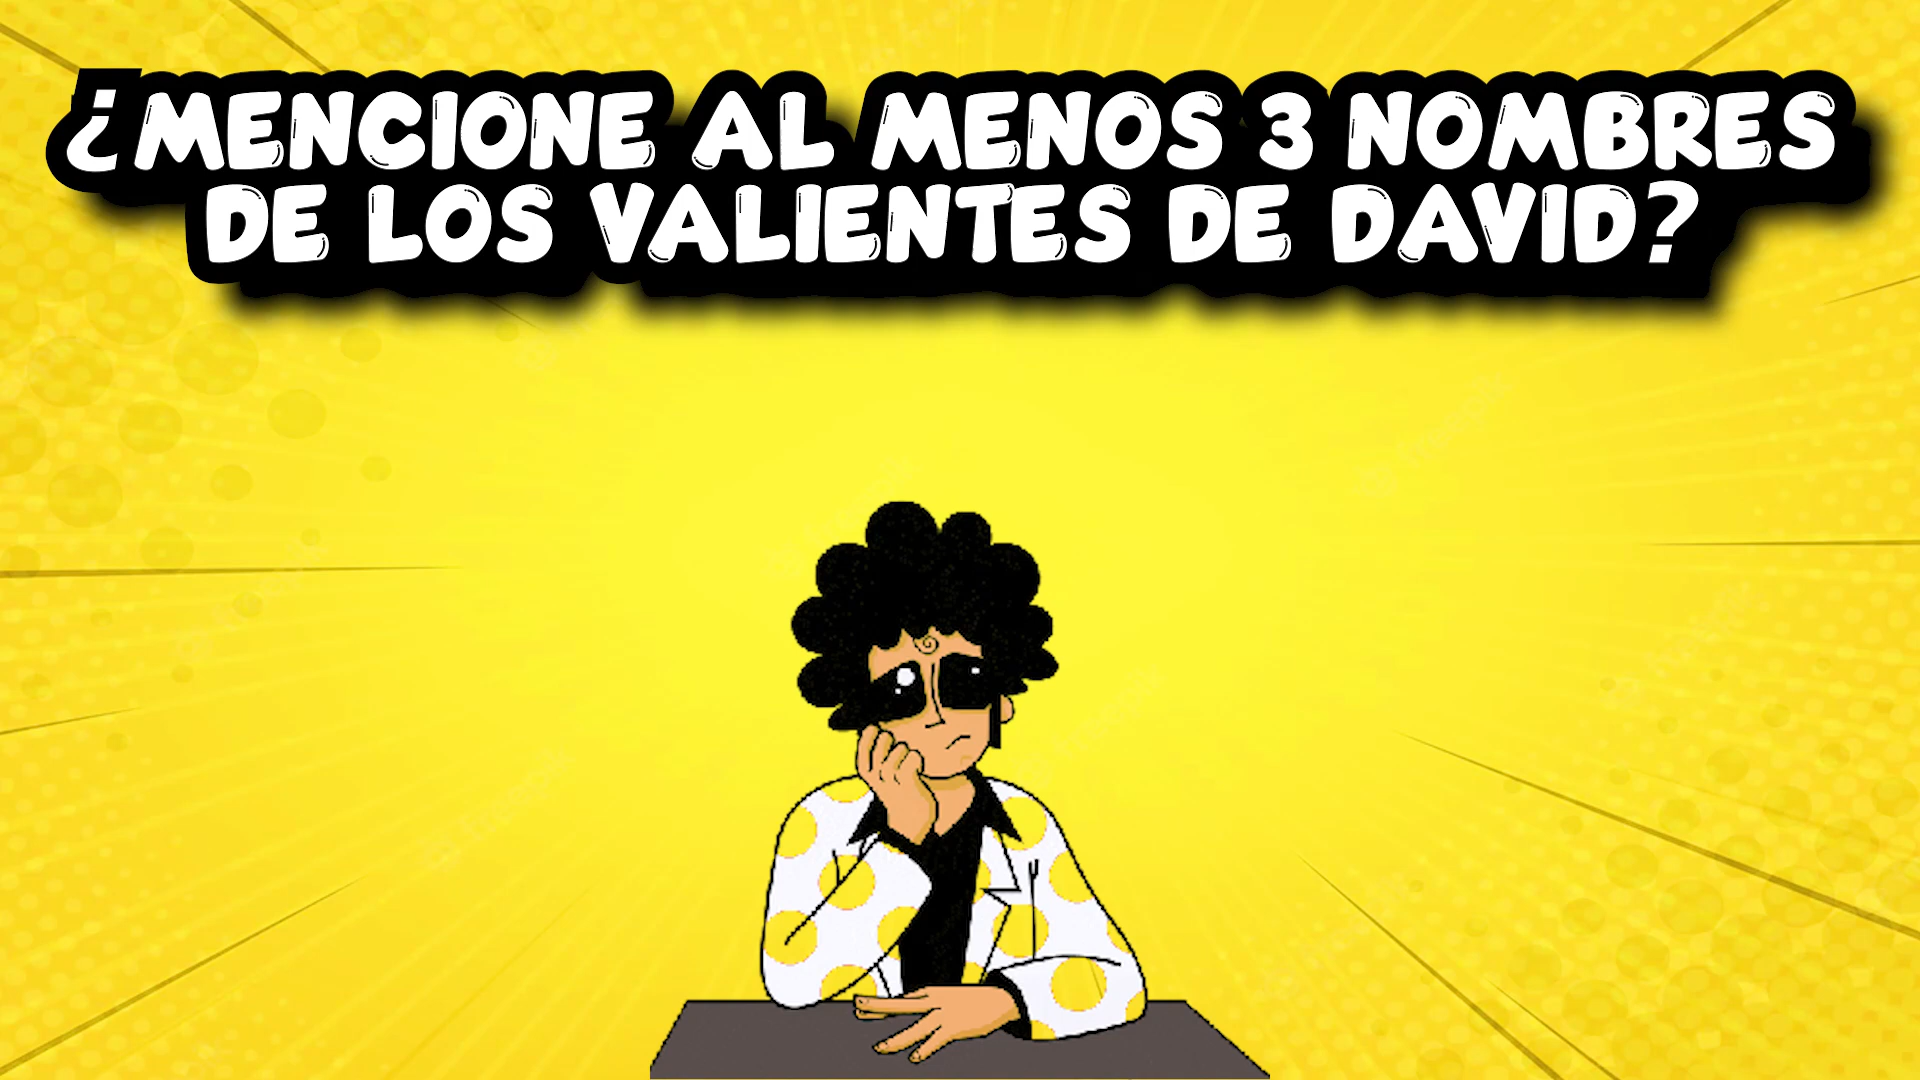 ¿MENCIONE AL MENOS 3 NOMBRES
DE LOS VALIENTES DE DAVID?